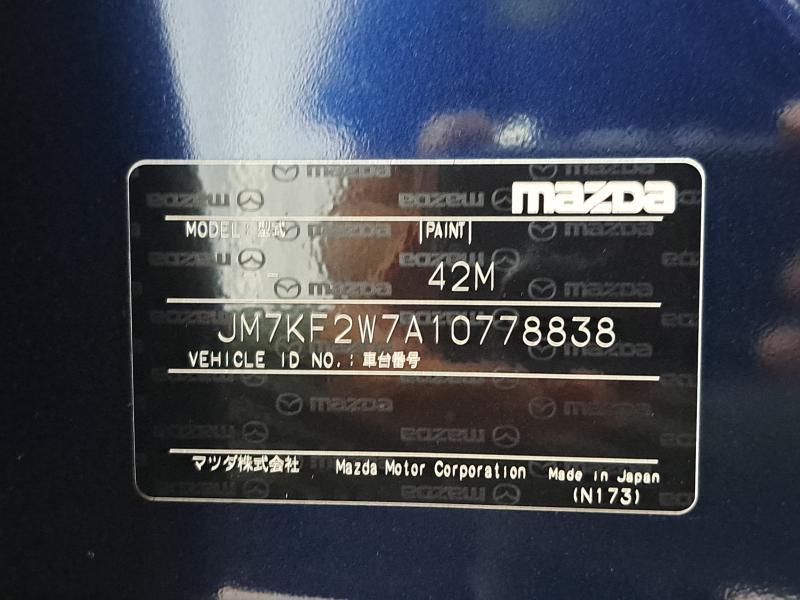 mazda
MODEL: 型式 PAINT
42M
JM7KF2W7A10778838
VEHICLE ID NO.: 車台番号
マツダ株式会社 Mazda Motor Corporation Made in Japan
(N173)